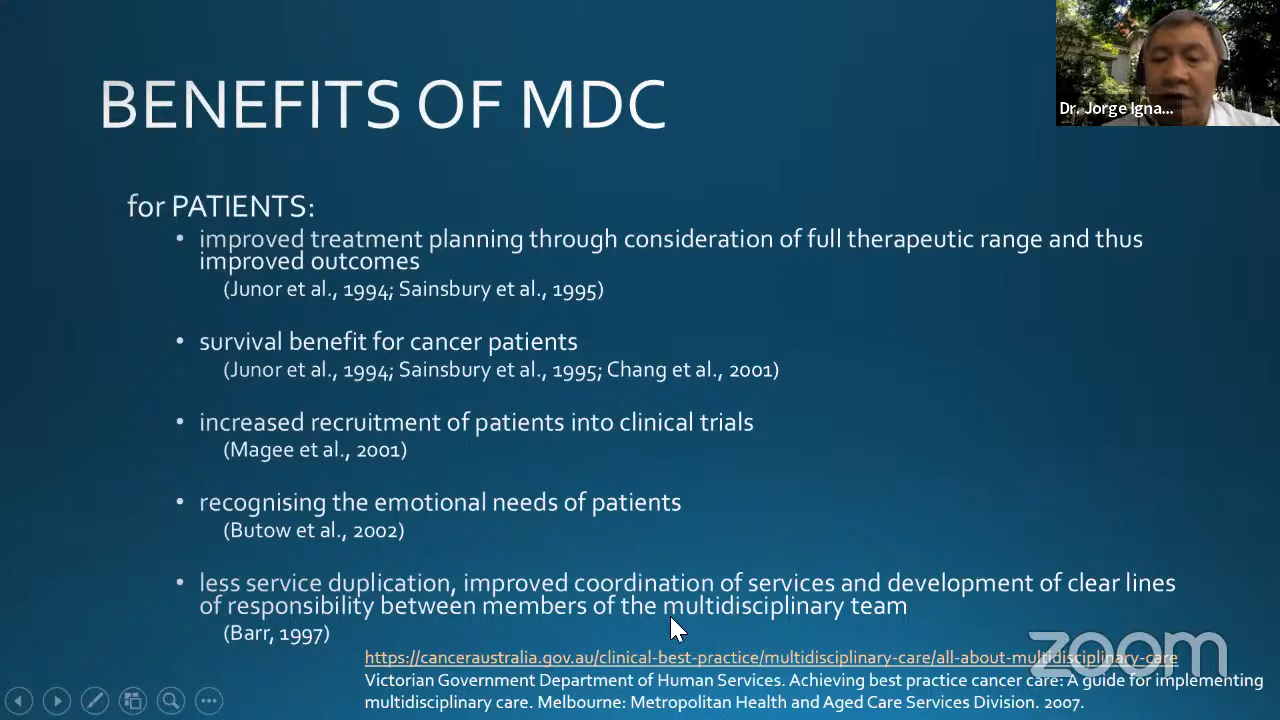 BENEFITS OF MDC
Dr. Jorge Igna...
for PATIENTS:
• improved treatment planning through consideration of full therapeutic range and thus
improved outcomes
(Junor et al., 1994; Sainsbury et al., 1995)
• survival benefit for cancer patients
(Junor et al., 1994; Sainsbury et al., 1995; Chang et al., 2001)
• increased recruitment of patients into clinical trials
(Magee et al., 2001)
• recognising the emotional needs of patients
(Butow et al., 2002)
• less service duplication, improved coordination of services and development of clear lines
of responsibility between members of the multidisciplinary team
(Barr, 1997)
https://canceraustralia.gov.au/clinical-best-practice/multidisciplinary-care/all-about-multidisciplinary-care
Victorian Government Department of Human Services. Achieving best practice cancer care: A guide for implementing
multidisciplinary care. Melbourne: Metropolitan Health and Aged Care Services Division. 2007.
zoom